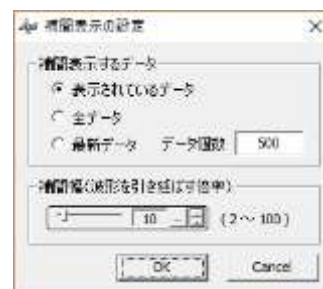 補間表示の設定
補間表示するデータ
表示されているデータ
全データ
最新データ データ個数 500
補間幅(波形を引き延ばす倍率)
10 (2～100)
OK Cancel